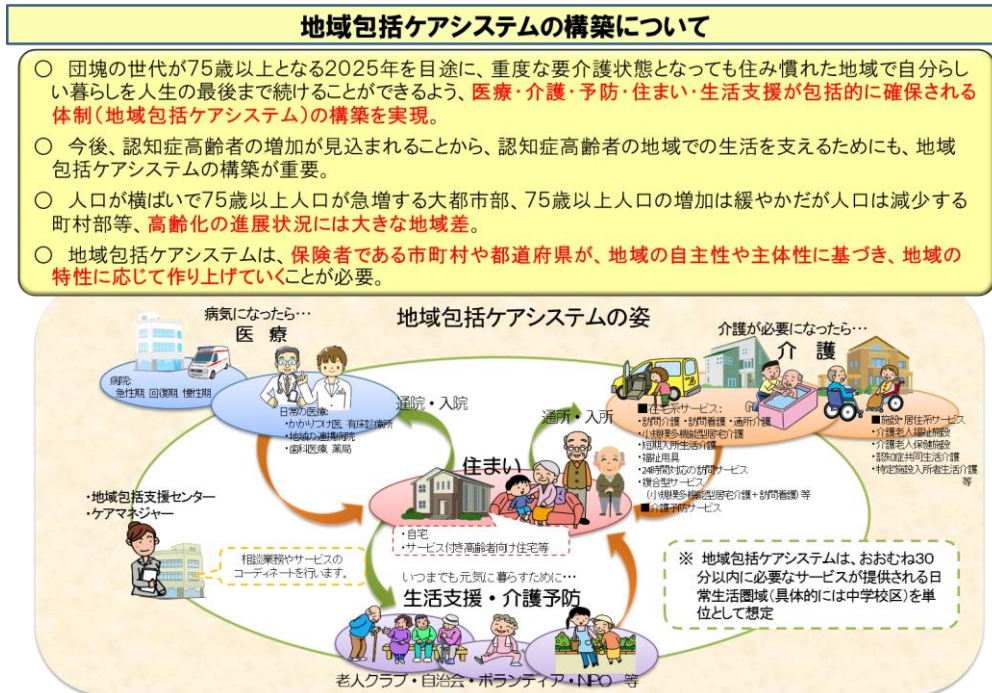 地域包括ケアシステムの構築について
○ 団塊の世代が75歳以上となる2025年を目途に、重度な要介護状態となっても住み慣れた地域で自分らし
い暮らしを人生の最後まで続けることができるよう、医療・介護・予防・住まい・生活支援が包括的に確保される
体制(地域包括ケアシステム)の構築を実現。
○ 今後、認知症高齢者の増加が見込まれることから、認知症高齢者の地域での生活を支えるためにも、地域
包括ケアシステムの構築が重要。
○ 人口が横ばいで75歳以上人口が急増する大都市部、75歳以上人口の増加は緩やかだが人口は減少する
町村部等、高齢化の進展状況には大きな地域差。
○ 地域包括ケアシステムは、保険者である市町村や都道府県が、地域の自主性や主体性に基づき、地域の
特性に応じて作り上げていくことが必要。
地域包括ケアシステムの姿
病気になったら…
医 療
病院:
急性期 回復期 慢性期
日常の医療:
・かかりつけ医、有床診療所
・地域の連携病院
・歯科医療、薬局
通院・入院
通所・入所
介護が必要になったら…
介 護
■在宅系サービス:
・訪問介護・訪問看護・通所介護
・小規模多機能型居宅介護
・短期入所生活介護
・福祉用具
・24時間対応の訪問サービス
・複合型サービス
(小規模多機能型居宅介護+訪問看護)等
■介護予防サービス
■施設・居住系サービス
・介護老人福祉施設
・介護老人保健施設
・認知症共同生活介護
・特定施設入所者生活介護
等
住まい
・自宅
・サービス付き高齢者向け住宅等
・地域包括支援センター
・ケアマネジャー
相談業務やサービスの
コーディネートを行います。
いつまでも元気に暮らすために…
生活支援・介護予防
老人クラブ・自治会・ボランティア・NPO 等
※ 地域包括ケアシステムは、おおむね30
分以内に必要なサービスが提供される日
常生活圏域(具体的には中学校区)を単
位として想定